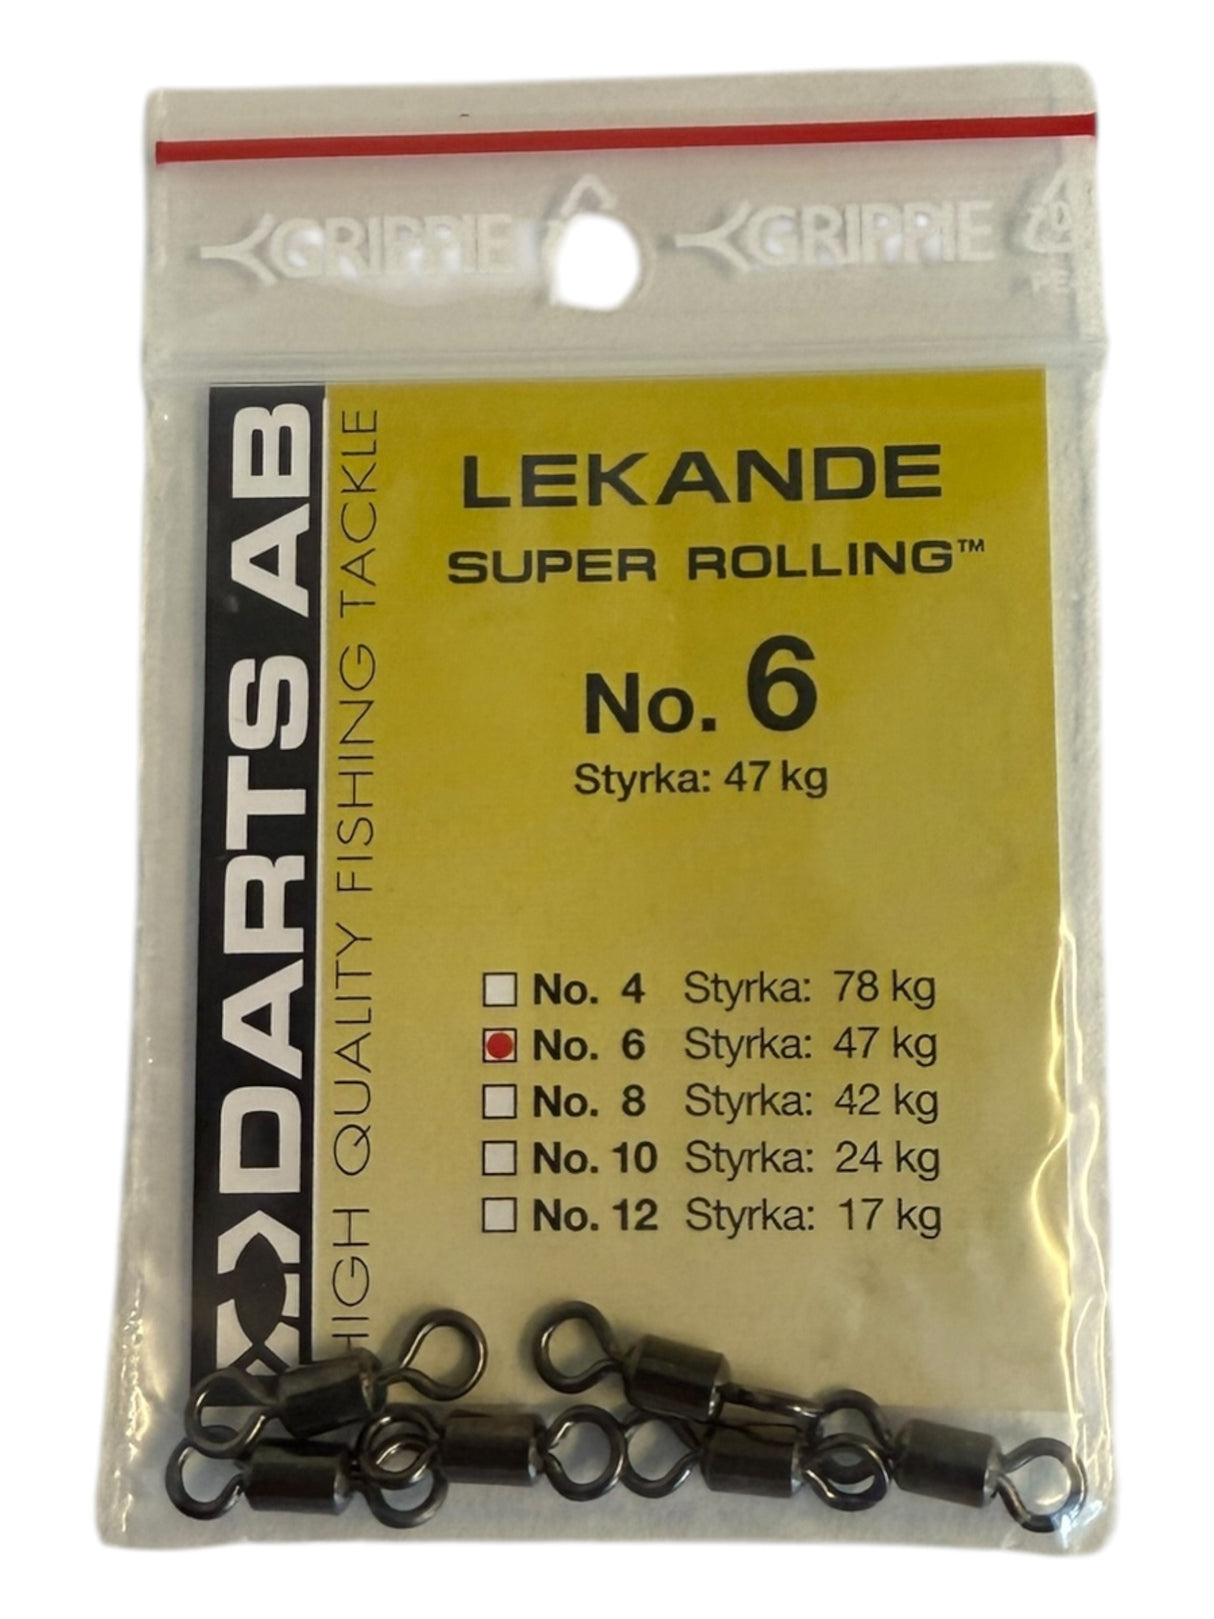 GRIPPIE GRIPPIE
PE
DARTS AB
HIGH QUALITY FISHING TACKLE
LEKANDE
SUPER ROLLING™
No. 6
Styrka: 47 kg
No. 4 Styrka: 78 kg
No. 6 Styrka: 47 kg
No. 8 Styrka: 42 kg
No. 10 Styrka: 24 kg
No. 12 Styrka: 17 kg